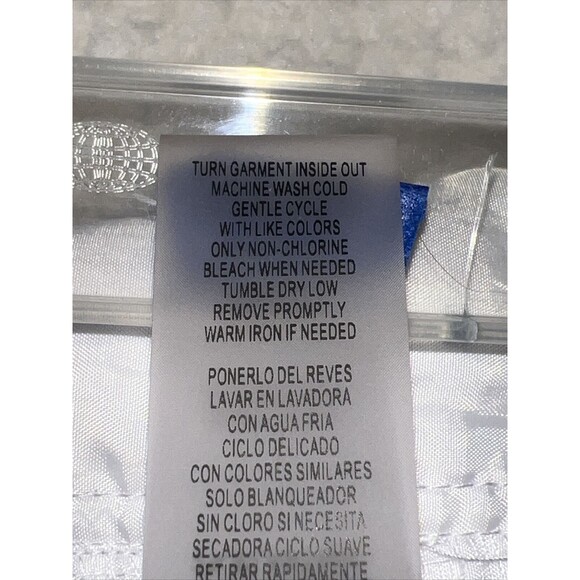 TURN GARMENT INSIDE OUT
MACHINE WASH COLD
GENTLE CYCLE
WITH LIKE COLORS
ONLY NON-CHLORINE
BLEACH WHEN NEEDED
TUMBLE DRY LOW
REMOVE PROMPTLY
WARM IRON IF NEEDED
PONERLO DEL REVES
LAVAR EN LAVADORA
CON AGUA FRIA
CICLO DELICADO
CON COLORES SIMILARES
SOLO BLANQUEADOR
SIN CLORO SI NECESITA
SECADORA CICLO SUAVE
RETIRAR RAPIDAMENTE